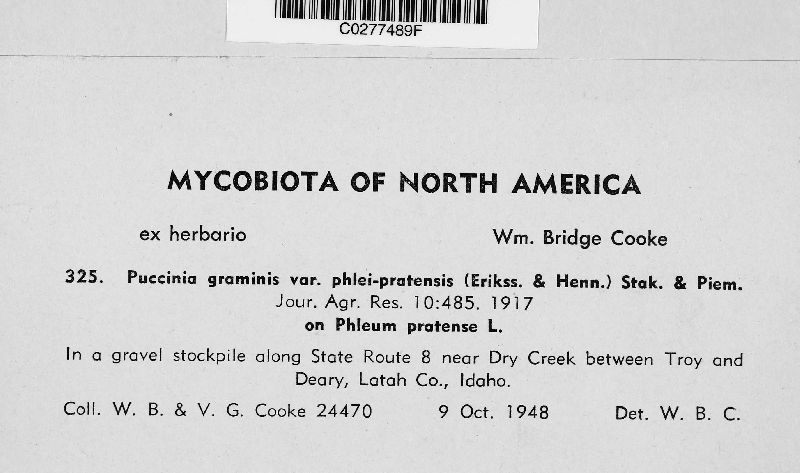 C0277489F
MYCOBIOTA OF NORTH AMERICA
ex herbario Wm. Bridge Cooke
325. Puccinia graminis var. phlei-pratensis (Erikss. & Henn.) Stak. & Piem.
Jour. Agr. Res. 10:485. 1917
on Phleum pratense L.
In a gravel stockpile along State Route 8 near Dry Creek between Troy and
Deary, Latah Co., Idaho.
Coll. W. B. & V. G. Cooke 24470 9 Oct. 1948 Det. W. B. C.